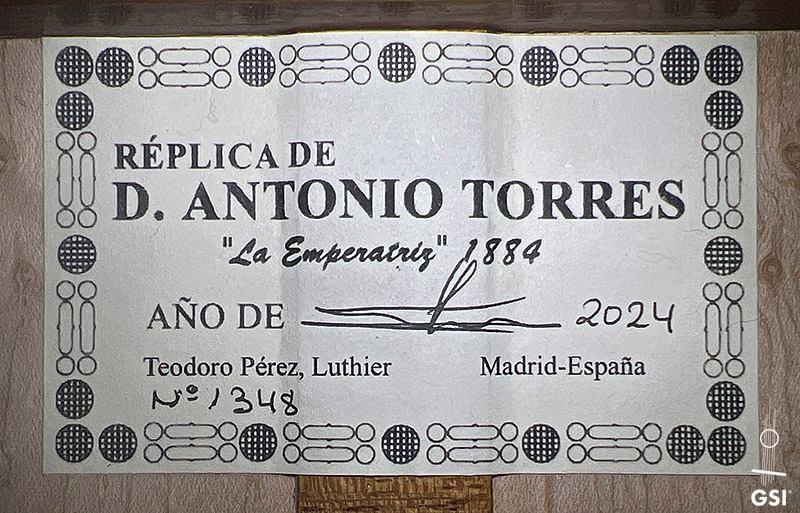 RÉPLICA DE
D. ANTONIO TORRES
"La Emperatriz" 1884
AÑO DE 2024
Teodoro Pérez, Luthier Madrid-España
Nº 1348
GSI